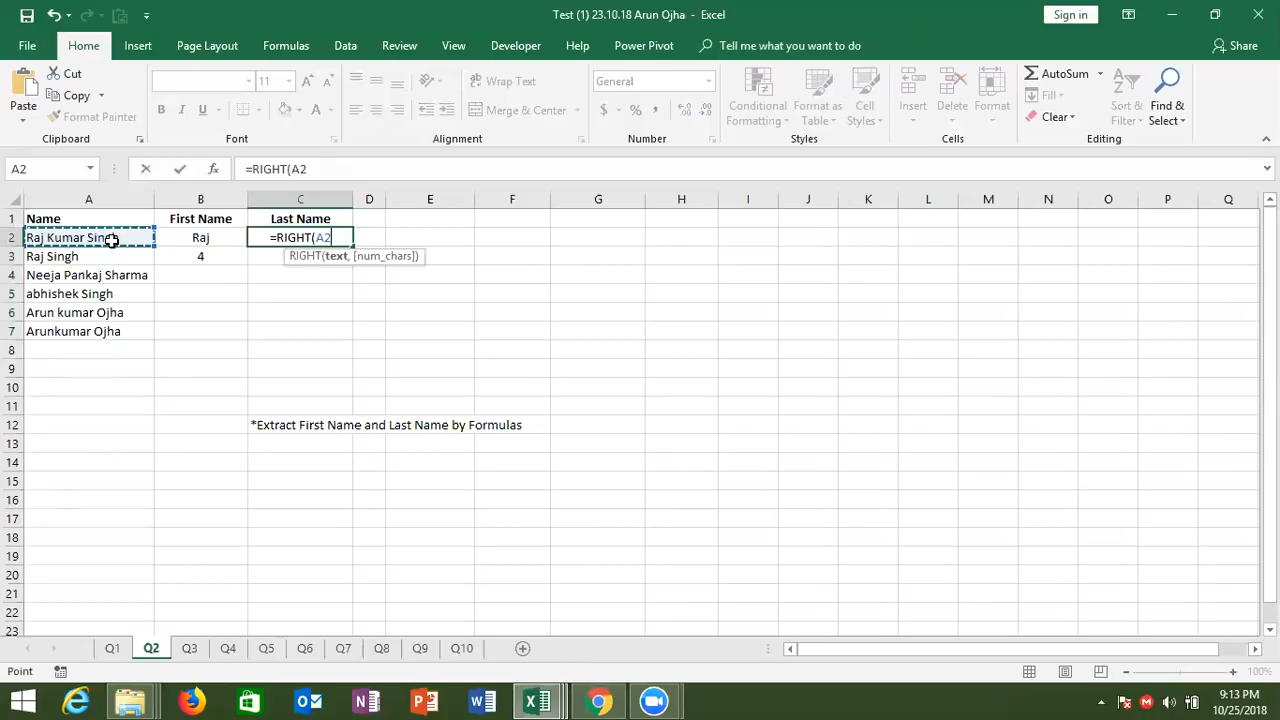 Test (1) 23.10.18 Arun Ojha - Excel
Sign in
File Home Insert Page Layout Formulas Data Review View Developer Help Power Pivot Tell me what you want to do Share
Paste
Cut
Copy
Format Painter
Clipboard
11 A A
B I U A
Font
Wrap Text
Merge & Center
Alignment
General
$ % ,
Number
Conditional Formatting
Format as Table
Cell Styles
Styles
Insert
Delete
Format
Cells
AutoSum
Fill
Clear
Sort & Filter
Find & Select
Editing
A2 fx =RIGHT(A2
A B C D E F G H I J K L M N O P Q
1 Name First Name Last Name
2 Raj Kumar Singh Raj =RIGHT(A2
RIGHT(text, [num_chars])
3 Raj Singh 4
4 Neeja Pankaj Sharma
5 abhishek Singh
6 Arun kumar Ojha
7 Arunkumar Ojha
8
9
10
11
12 *Extract First Name and Last Name by Formulas
13
14
15
16
17
18
19
20
21
22
23
Q1 Q2 Q3 Q4 Q5 Q6 Q7 Q8 Q9 Q10
Point
100%
9:13 PM
10/25/2018